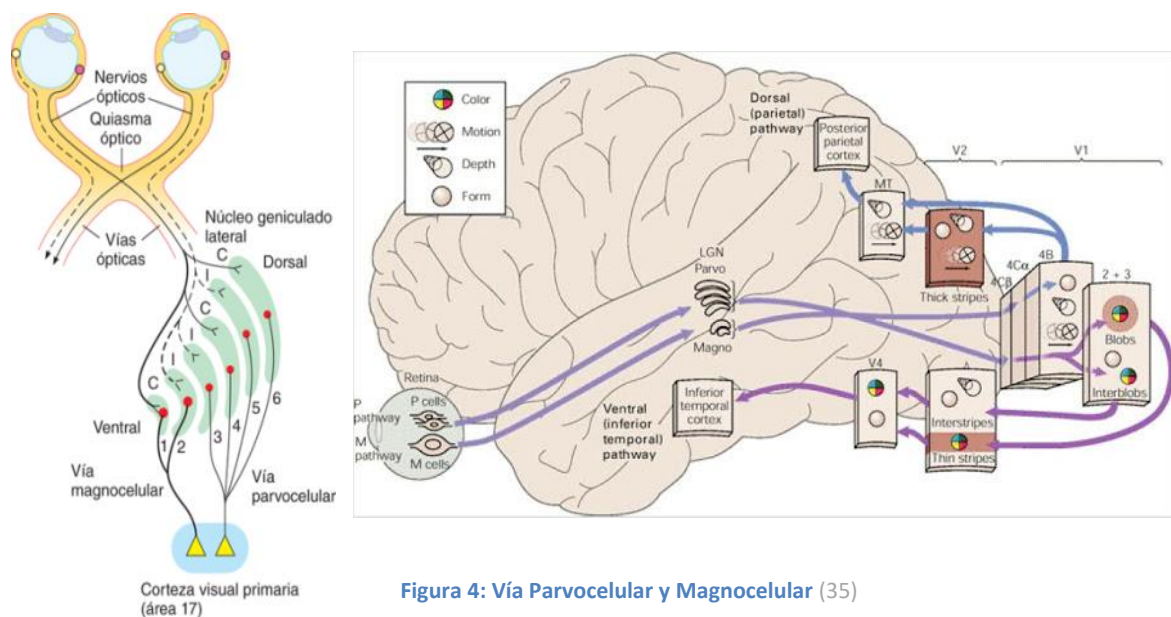 Nervios
ópticos
Quiasma
óptico
Núcleo geniculado
lateral
Vías
ópticas
C
Dorsal
I
C
I
I
C
Ventral
1
2
3
4
5
6
Vía
magnocelular
Vía
parvocelular
Corteza visual primaria
(área 17)
Color
Motion
Depth
Form
Dorsal
(parietal)
pathway
Posterior
parietal
cortex
V2
V1
MT
Thick stripes
4Cβ
4Cα
4B
2 + 3
Blobs
Interblobs
LGN
Parvo
Magno
Retina
P cells
P
pathway
M
pathway
M cells
Inferior
temporal
cortex
Ventral
(inferior
temporal)
pathway
V4
Interstripes
Thin stripes
Figura 4: Vía Parvocelular y Magnocelular (35)